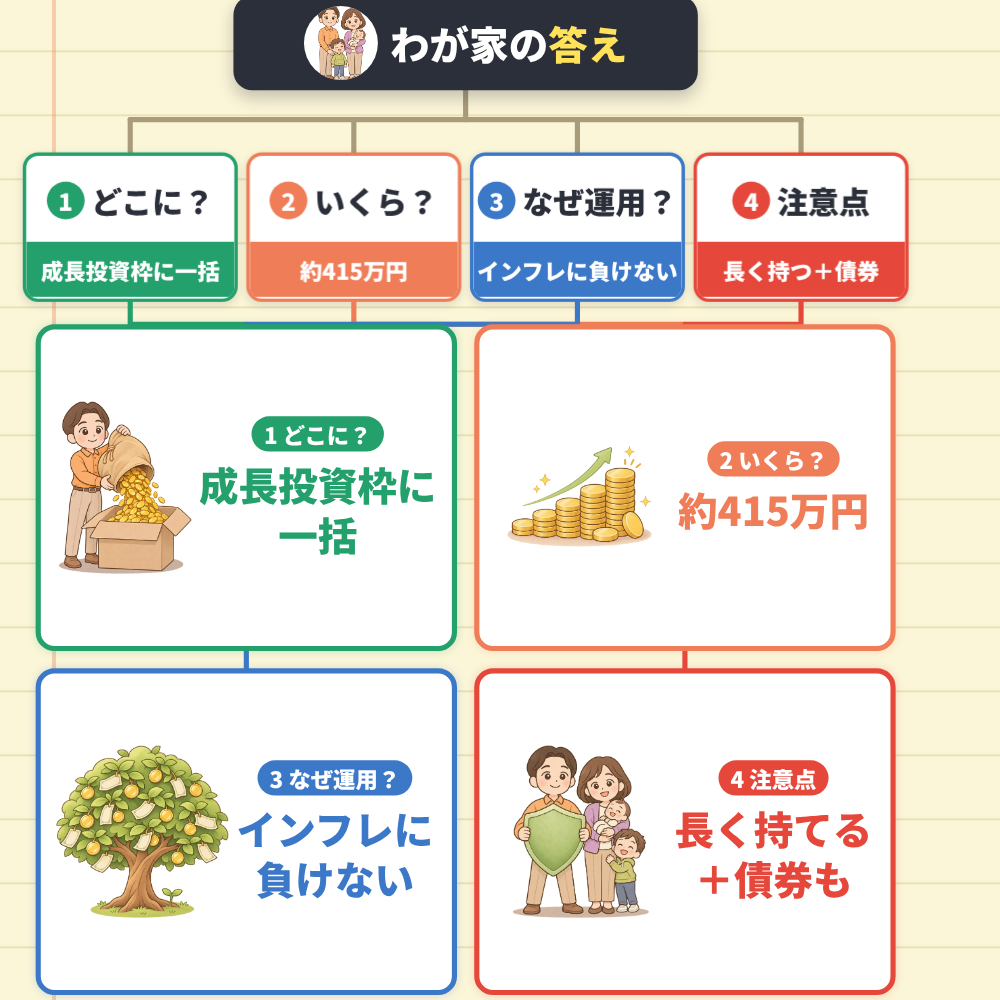 わが家の答え
1 どこに？
成長投資枠に一括
2 いくら？
約415万円
3 なぜ運用？
インフレに負けない
4 注意点
長く持つ＋債券
1 どこに？
成長投資枠に
一括
2 いくら？
約415万円
3 なぜ運用？
インフレに
負けない
4 注意点
長く持てる
＋債券も